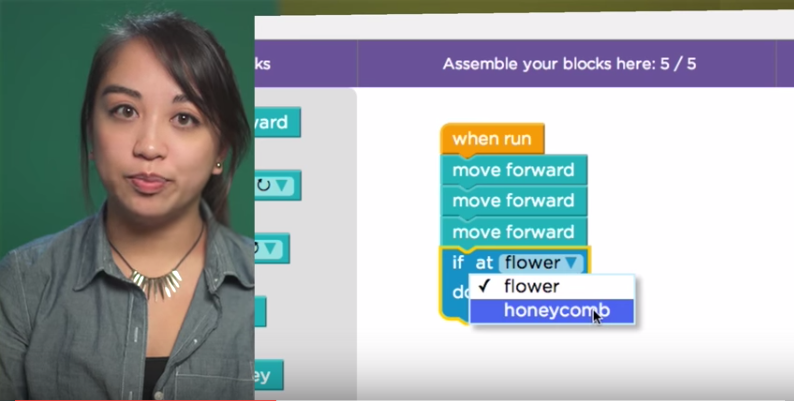 ks
Assemble your blocks here: 5 / 5
ward
when run
move forward
move forward
move forward
if at flower
do
✓ flower
honeycomb
ey